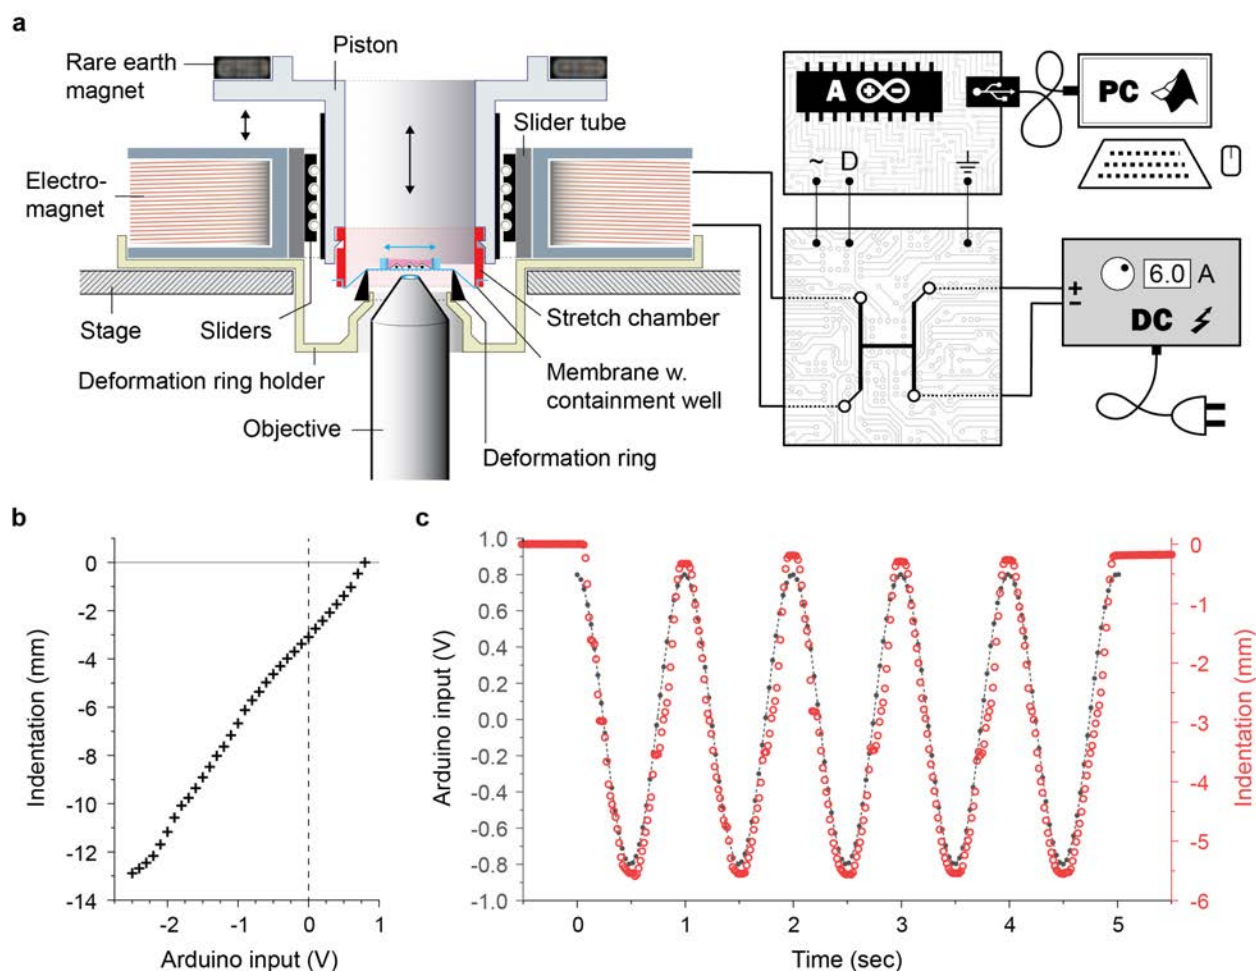 a
Rare earth
magnet
Piston
Slider tube
Electro-
magnet
Stage
Sliders
Deformation ring holder
Objective
Stretch chamber
Membrane w.
containment well
Deformation ring
A
PC
~ D
6.0 A
+
−
DC
b
Indentation (mm)
0
-2
-4
-6
-8
-10
-12
-14
-2 -1 0 1
Arduino input (V)
c
Arduino input (V)
1.0
0.8
0.6
0.4
0.2
0.0
-0.2
-0.4
-0.6
-0.8
-1.0
0 1 2 3 4 5
Time (sec)
0
-1
-2
-3
-4
-5
-6
Indentation (mm)